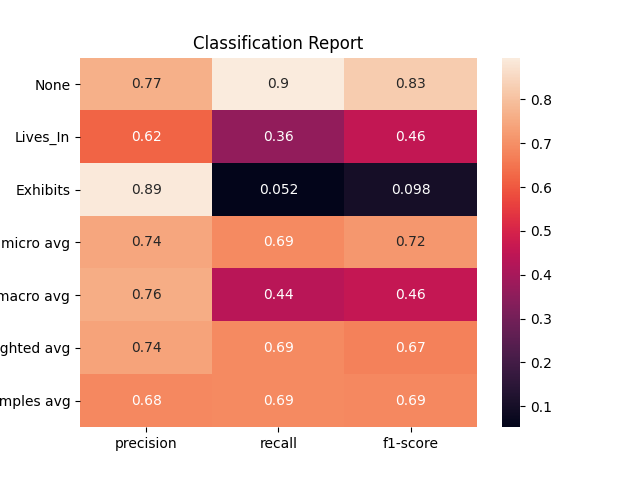 Classification Report
None 0.77 0.9 0.83
Lives_In 0.62 0.36 0.46
Exhibits 0.89 0.052 0.098
micro avg 0.74 0.69 0.72
macro avg 0.76 0.44 0.46
ghted avg 0.74 0.69 0.67
mples avg 0.68 0.69 0.69
precision recall f1-score
0.8
0.7
0.6
0.5
0.4
0.3
0.2
0.1